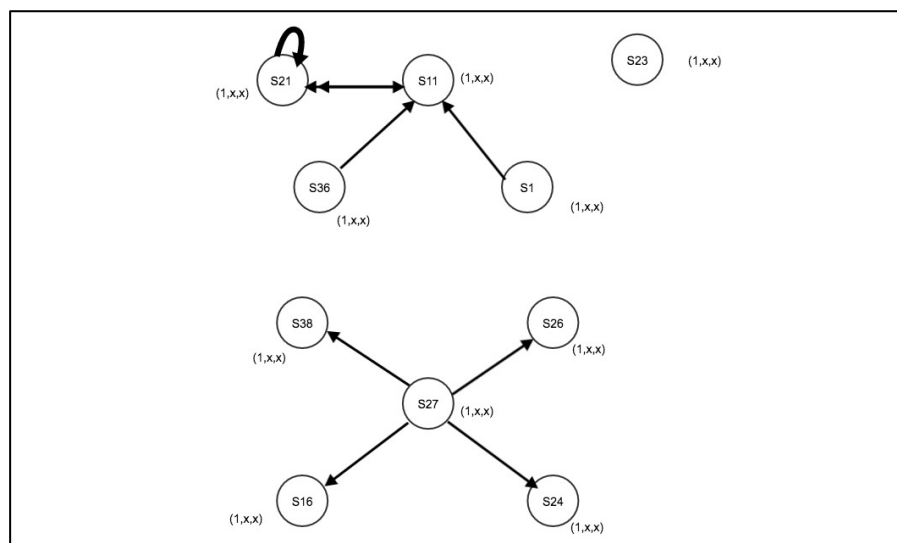 S21
(1,x,x)
S11
(1,x,x)
S23
(1,x,x)
S36
(1,x,x)
S1
(1,x,x)
S38
(1,x,x)
S26
(1,x,x)
S27
(1,x,x)
S16
(1,x,x)
S24
(1,x,x)